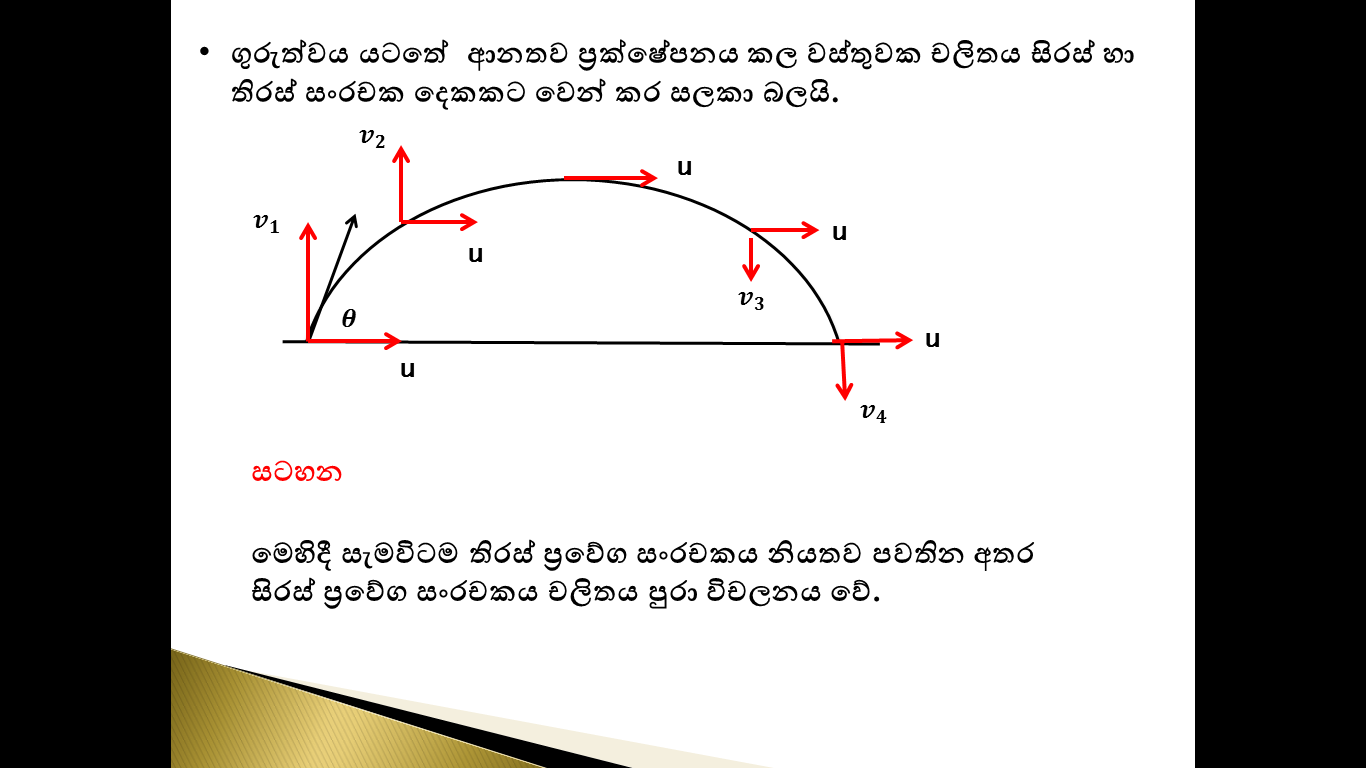 • ගුරුත්වය යටතේ ආනතව ප්‍රක්ෂේපනය කල වස්තුවක චලිතය සිරස් හා
තිරස් සංරචක දෙකකට වෙන් කර සලකා බලයි.
v₂
u
v₁
u
u
v₃
θ
u
u
v₄
සටහන
මෙහිදී සැමවිටම තිරස් ප්‍රවේග සංරචකය නියතව පවතින අතර
සිරස් ප්‍රවේග සංරචකය චලිතය පුරා විචලනය වේ.